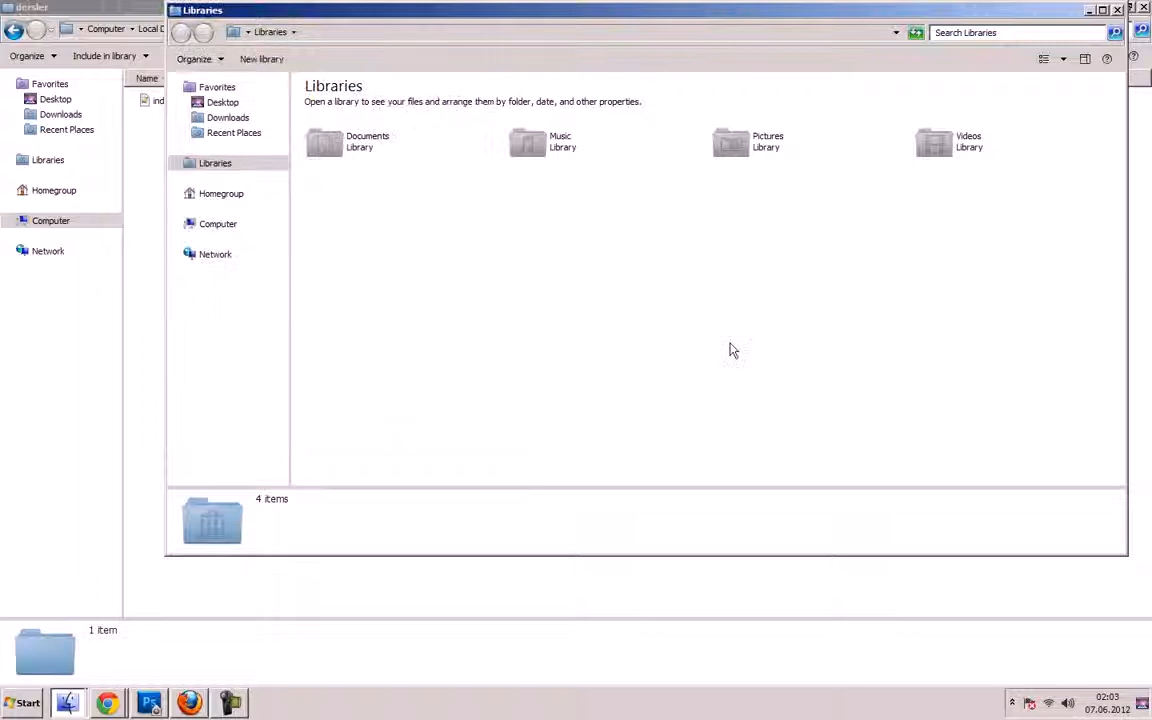 dersler
Computer
Local D
Organize
Include in library
Favorites
Desktop
Downloads
Recent Places
Libraries
Homegroup
Computer
Network
Name
ind
1 item
Libraries
Libraries
Search Libraries
Organize
New library
Favorites
Desktop
Downloads
Recent Places
Libraries
Homegroup
Computer
Network
Libraries
Open a library to see your files and arrange them by folder, date, and other properties.
Documents
Library
Music
Library
Pictures
Library
Videos
Library
4 items
Start
Ps
02:03
07.06.2012